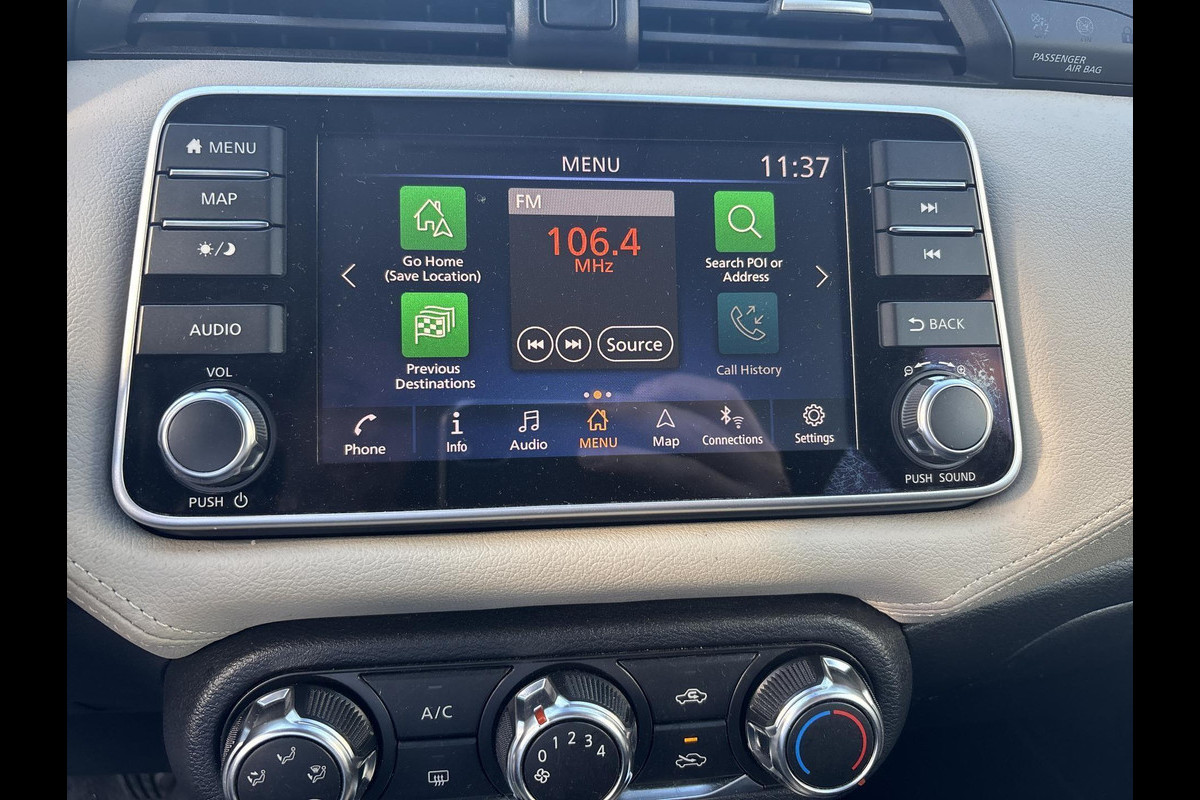 PASSENGER
AIR BAG
MENU
MAP
AUDIO
VOL
PUSH
MENU
11:37
Go Home
(Save Location)
Previous
Destinations
FM
106.4
MHz
Source
Search POI or
Address
Call History
Phone
Info
Audio
MENU
Map
Connections
Settings
BACK
PUSH SOUND
A/C
0 1 2 3 4